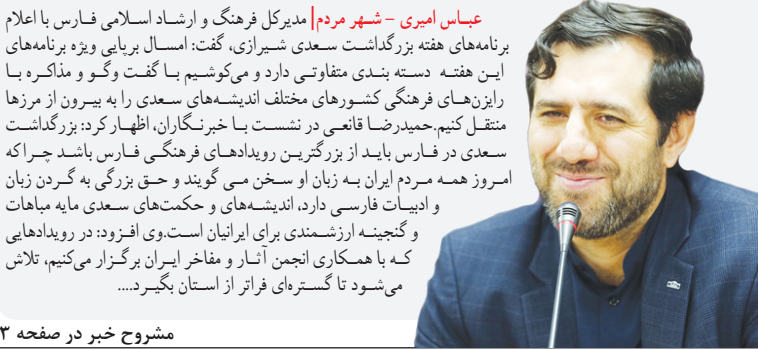 عباس امیری - شهر مردم| مدیرکل فرهنگ و ارشاد اسلامی فارس با اعلام
برنامه‌های هفته بزرگداشت سعدی شیرازی، گفت: امسال برپایی ویژه برنامه‌های
این هفته دسته بندی متفاوتی دارد و می‌کوشیم با گفت وگو و مذاکره با
رایزن‌های فرهنگی کشورهای مختلف اندیشه‌های سعدی را به بیرون از مرزها
منتقل کنیم.حمیدرضا قانعی در نشست با خبرنگاران، اظهار کرد: بزرگداشت
سعدی در فارس باید از بزرگترین رویدادهای فرهنگی فارس باشد چراکه
امروز همه مردم ایران به زبان او سخن می گویند و حق بزرگی به گردن زبان
و ادبیات فارسی دارد، اندیشه‌های و حکمت‌های سعدی مایه مباهات
و گنجینه ارزشمندی برای ایرانیان است.وی افزود: در رویدادهایی
که با همکاری انجمن آثار و مفاخر ایران برگزار می‌کنیم، تلاش
می‌شود تا گستره‌ای فراتر از استان بگیرد....
مشروح خبر در صفحه ۳